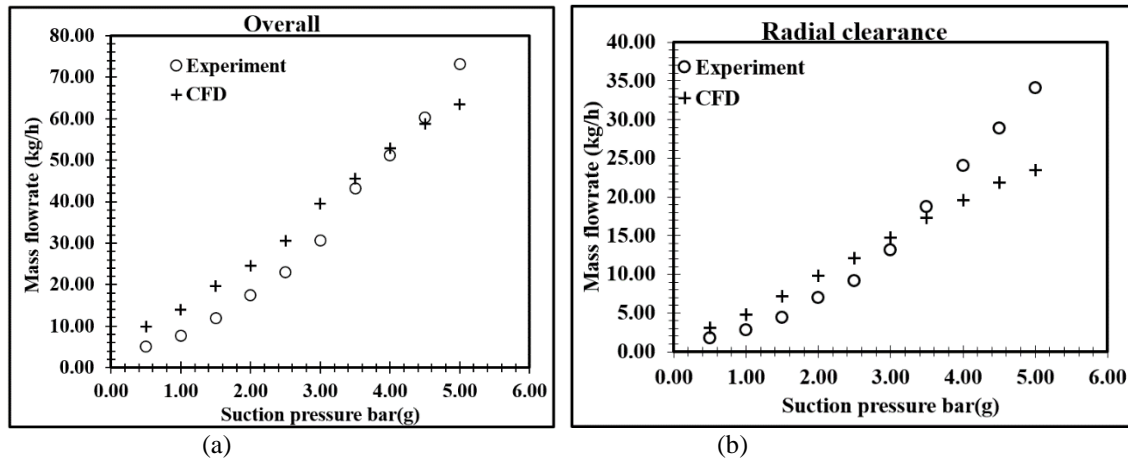 Overall
80.00
70.00
60.00
50.00
40.00
30.00
20.00
10.00
0.00
Mass flowrate (kg/h)
Experiment
CFD
0.00 1.00 2.00 3.00 4.00 5.00 6.00
Suction pressure bar(g)
(a)
Radial clearance
40.00
35.00
30.00
25.00
20.00
15.00
10.00
5.00
0.00
Mass flowrate (kg/h)
Experiment
CFD
0.00 1.00 2.00 3.00 4.00 5.00 6.00
Suction pressure bar(g)
(b)